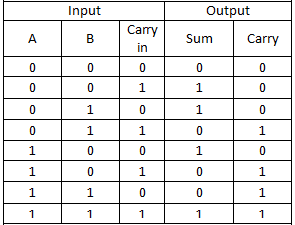 Input Output
A B Carry in Sum Carry
0 0 0 0 0
0 0 1 1 0
0 1 0 1 0
0 1 1 0 1
1 0 0 1 0
1 0 1 0 1
1 1 0 0 1
1 1 1 1 1